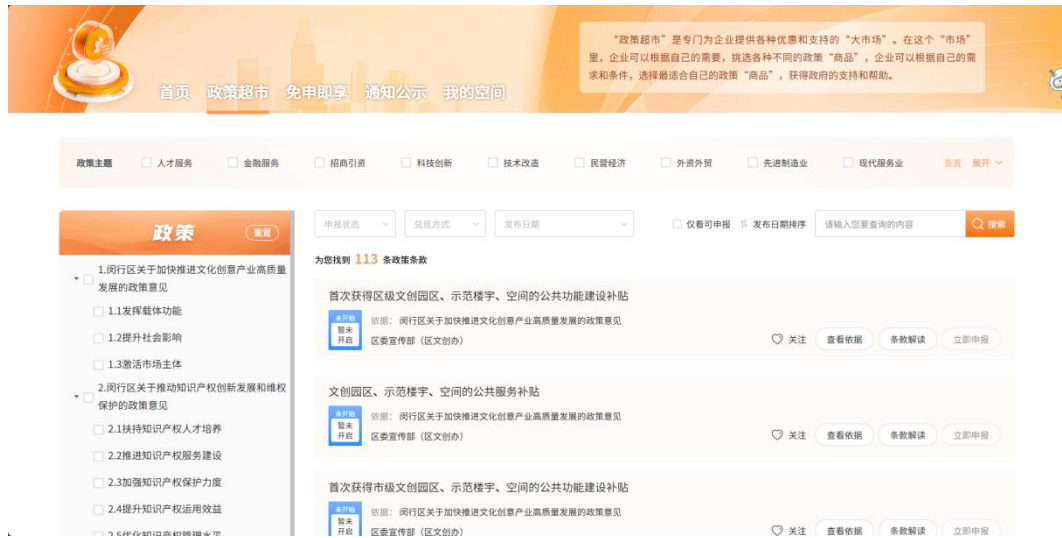 “政策超市”是专门为企业提供各种优惠和支持的“大市场”。在这个“市场”
里，企业可以根据自己的需要，挑选各种不同的政策“商品”，企业可以根据自己的需
求和条件，选择最适合自己的政策“商品”，获得政府的支持和帮助。
首页 政策超市 免申即享 通知公示 我的空间
政策主题 人才服务 金融服务 招商引资 科技创新 技术改造 民营经济 外资外贸 先进制造业 现代服务业 重置 展开
政策 重置
1.闵行区关于加快推进文化创意产业高质量
发展的政策意见
1.1发挥载体功能
1.2提升社会影响
1.3激活市场主体
2.闵行区关于推动知识产权创新发展和维权
保护的政策意见
2.1扶持知识产权人才培养
2.2推进知识产权服务建设
2.3加强知识产权保护力度
2.4提升知识产权运用效益
2.5优化知识产权管理水平
申报状态 兑现方式 发布日期 仅看可申报 发布日期排序 请输入您要查询的内容 搜索
为您找到 113 条政策条款
首次获得区级文创园区、示范楼宇、空间的公共功能建设补贴
未开始
暂未
开启
依据： 闵行区关于加快推进文化创意产业高质量发展的政策意见
区委宣传部（区文创办）
关注 查看依据 条款解读 立即申报
文创园区、示范楼宇、空间的公共服务补贴
未开始
暂未
开启
依据： 闵行区关于加快推进文化创意产业高质量发展的政策意见
区委宣传部（区文创办）
关注 查看依据 条款解读 立即申报
首次获得市级文创园区、示范楼宇、空间的公共功能建设补贴
未开始
暂未
开启
依据： 闵行区关于加快推进文化创意产业高质量发展的政策意见
区委宣传部（区文创办）
关注 查看依据 条款解读 立即申报